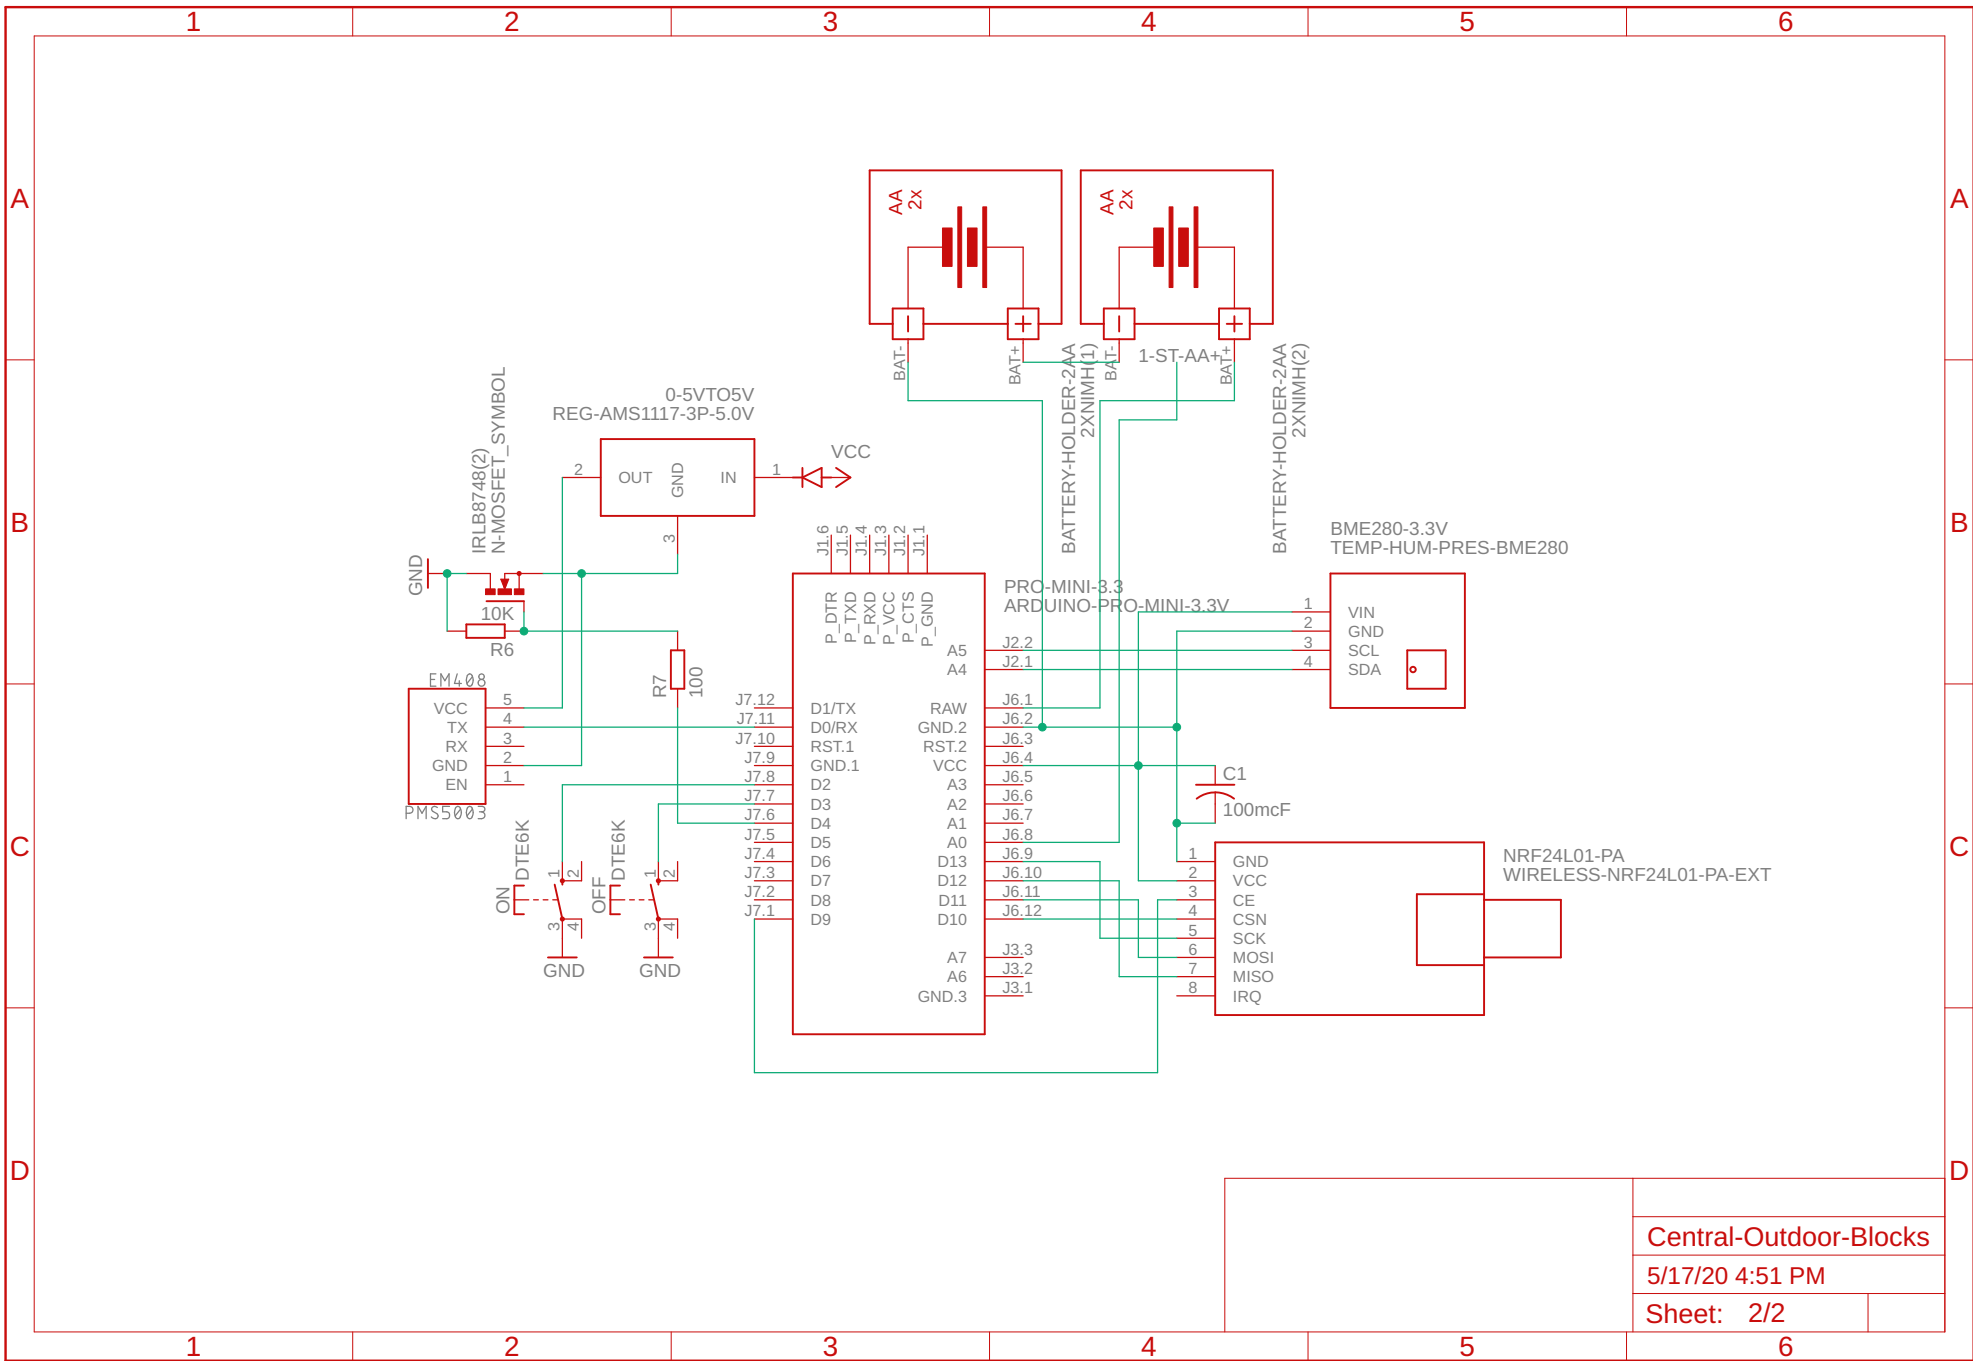 1 2 3 4 5 6
A
A
B
B
C
C
D
D
AA
2x
AA
2x
BAT-
BAT+
BATTERY-HOLDER-2AA
2XNIMH(1)
BAT-
1-ST-AA+
BAT+
BATTERY-HOLDER-2AA
2XNIMH(2)
0-5VTO5V
REG-AMS1117-3P-5.0V
2
OUT
GND
IN
1
3
VCC
IRLB8748(2)
N-MOSFET_SYMBOL
GND
10K
R6
R7
100
EM408
VCC 5
TX 4
RX 3
GND 2
EN 1
PMS5003
ON
DTE6K
1
2
3
4
GND
OFF
DTE6K
1
2
3
4
GND
J1.6
J1.5
J1.4
J1.3
J1.2
J1.1
P_DTR
P_TXD
P_RXD
P_VCC
P_CTS
P_GND
PRO-MINI-3.3
ARDUINO-PRO-MINI-3.3V
J7.12 D1/TX
J7.11 D0/RX
J7.10 RST.1
J7.9 GND.1
J7.8 D2
J7.7 D3
J7.6 D4
J7.5 D5
J7.4 D6
J7.3 D7
J7.2 D8
J7.1 D9
A5 J2.2
A4 J2.1
RAW J6.1
GND.2 J6.2
RST.2 J6.3
VCC J6.4
A3 J6.5
A2 J6.6
A1 J6.7
A0 J6.8
D13 J6.9
D12 J6.10
D11 J6.11
D10 J6.12
A7 J3.3
A6 J3.2
GND.3 J3.1
BME280-3.3V
TEMP-HUM-PRES-BME280
1 VIN
2 GND
3 SCL
4 SDA
C1
100mcF
NRF24L01-PA
WIRELESS-NRF24L01-PA-EXT
1 GND
2 VCC
3 CE
4 CSN
5 SCK
6 MOSI
7 MISO
8 IRQ
Central-Outdoor-Blocks
5/17/20 4:51 PM
Sheet: 2/2
1 2 3 4 5 6